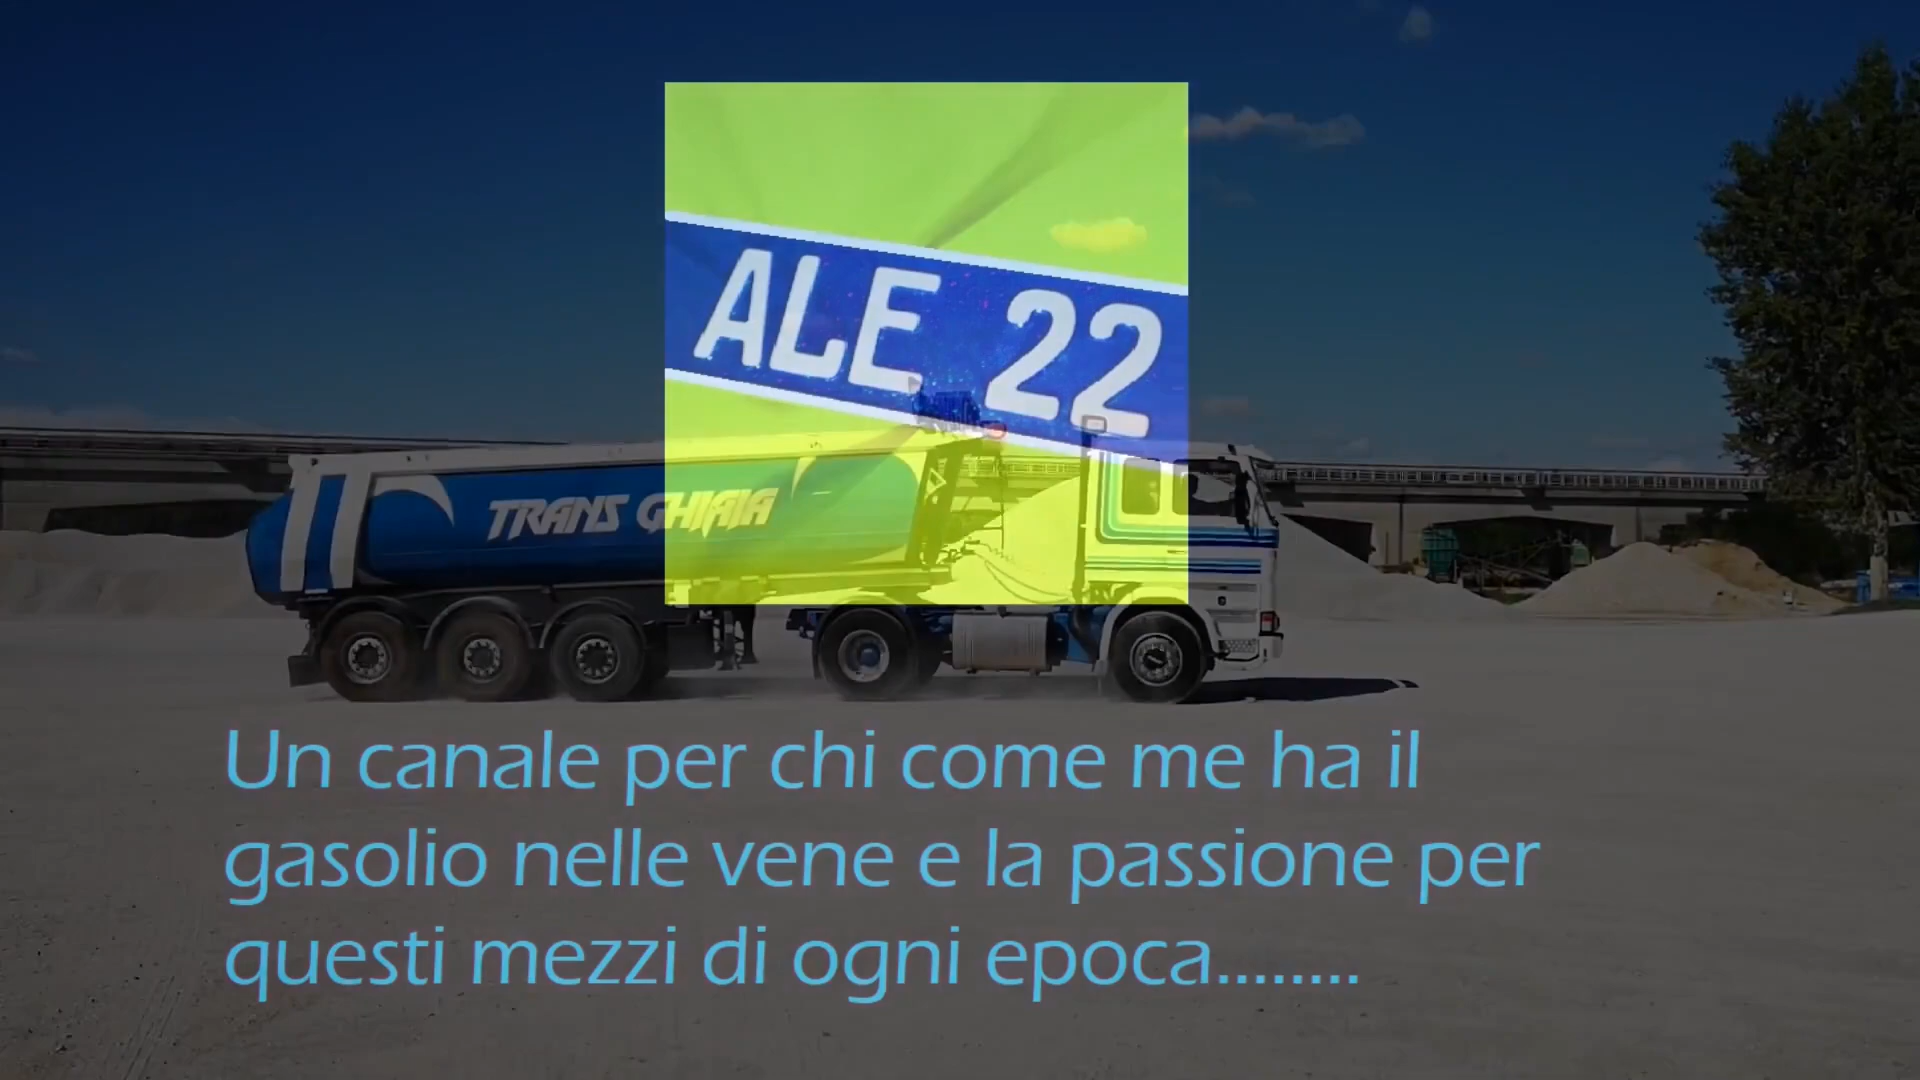 ALE 22
TRANS GHIAIA
Un canale per chi come me ha il
gasolio nelle vene e la passione per
questi mezzi di ogni epoca........